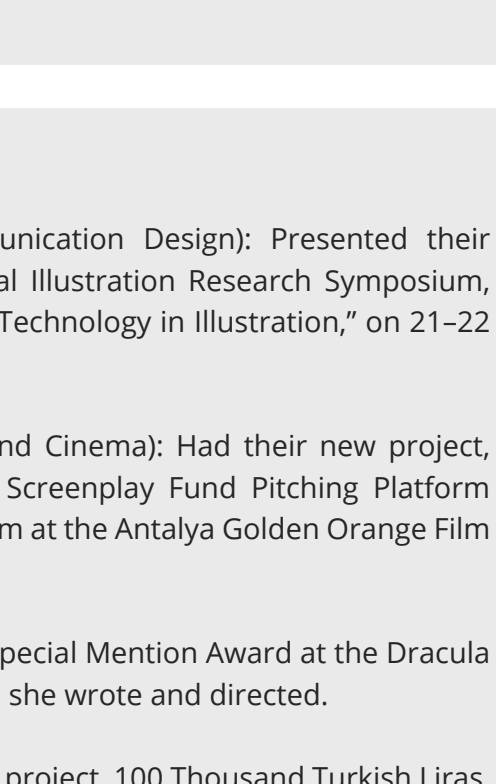 unication Design): Presented their
al Illustration Research Symposium,
Technology in Illustration,” on 21–22
nd Cinema): Had their new project,
Screenplay Fund Pitching Platform
m at the Antalya Golden Orange Film
pecial Mention Award at the Dracula
she wrote and directed.
project, 100 Thousand Turkish Liras,